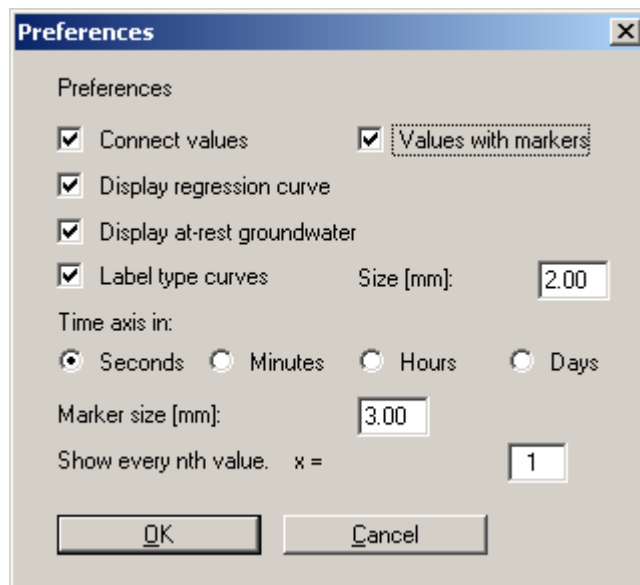 Preferences
Preferences
Connect values Values with markers
Display regression curve
Display at-rest groundwater
Label type curves Size [mm]: 2.00
Time axis in:
Seconds Minutes Hours Days
Marker size [mm]: 3.00
Show every nth value. x = 1
OK Cancel